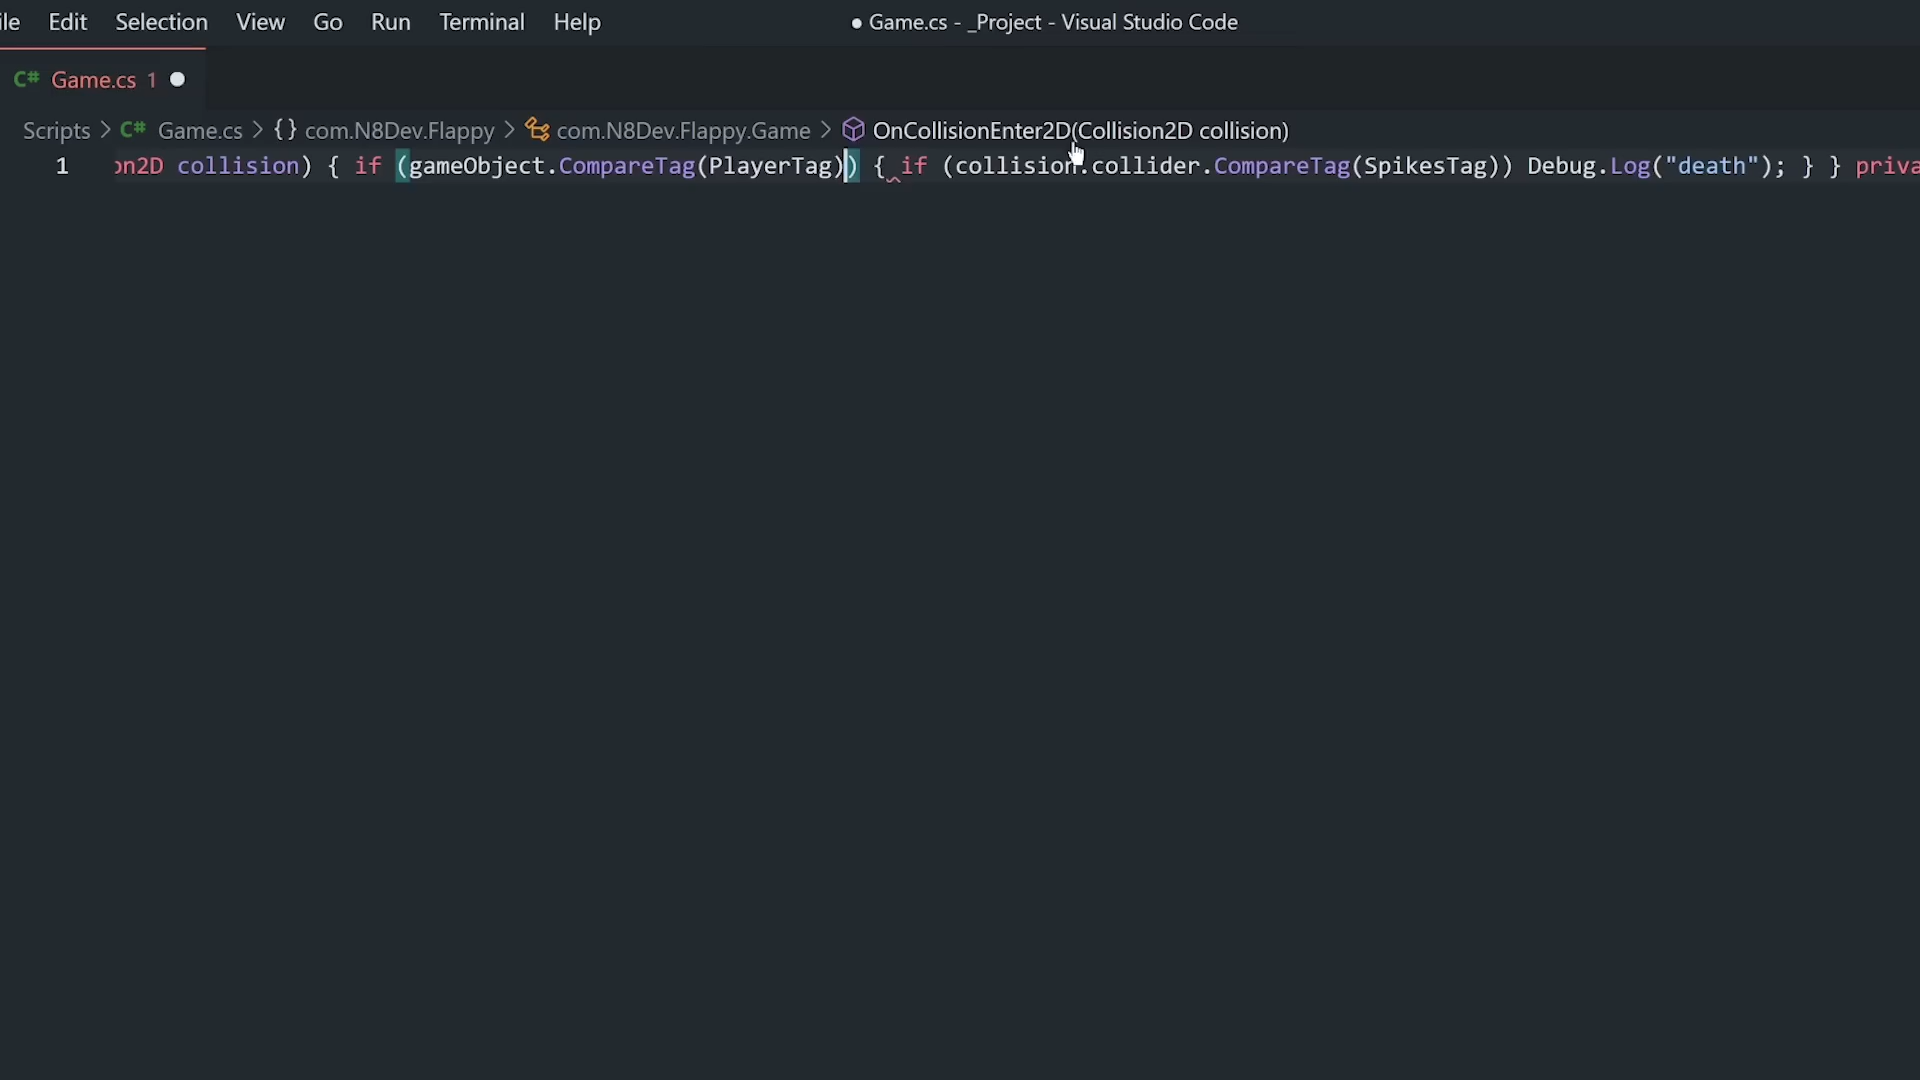 ile Edit Selection View Go Run Terminal Help ● Game.cs - _Project - Visual Studio Code
C# Game.cs 1 ●
Scripts > C# Game.cs > {} com.N8Dev.Flappy > com.N8Dev.Flappy.Game > OnCollisionEnter2D(Collision2D collision)
1 on2D collision) { if (gameObject.CompareTag(PlayerTag)) { if (collision.collider.CompareTag(SpikesTag)) Debug.Log("death"); } } priva